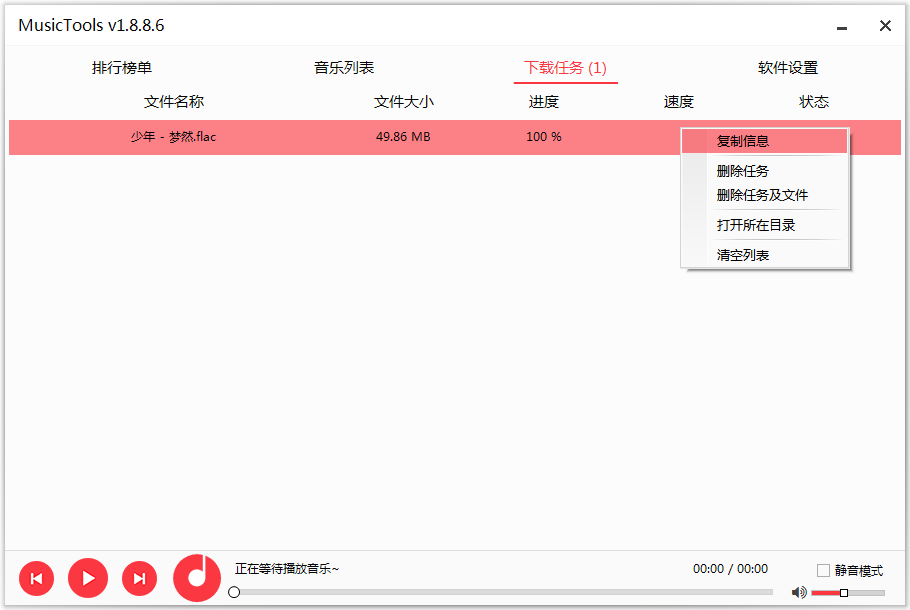 MusicTools v1.8.8.6
排行榜单 音乐列表 下载任务 (1) 软件设置
文件名称 文件大小 进度 速度 状态
少年 - 梦然.flac 49.86 MB 100 %
复制信息
删除任务
删除任务及文件
打开所在目录
清空列表
正在等待播放音乐~ 00:00 / 00:00 静音模式